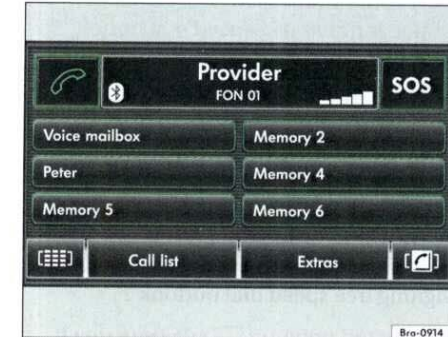 Provider
FON 01
SOS
Voice mailbox
Memory 2
Peter
Memory 4
Memory 5
Memory 6
Call list
Extras
Bra-0914